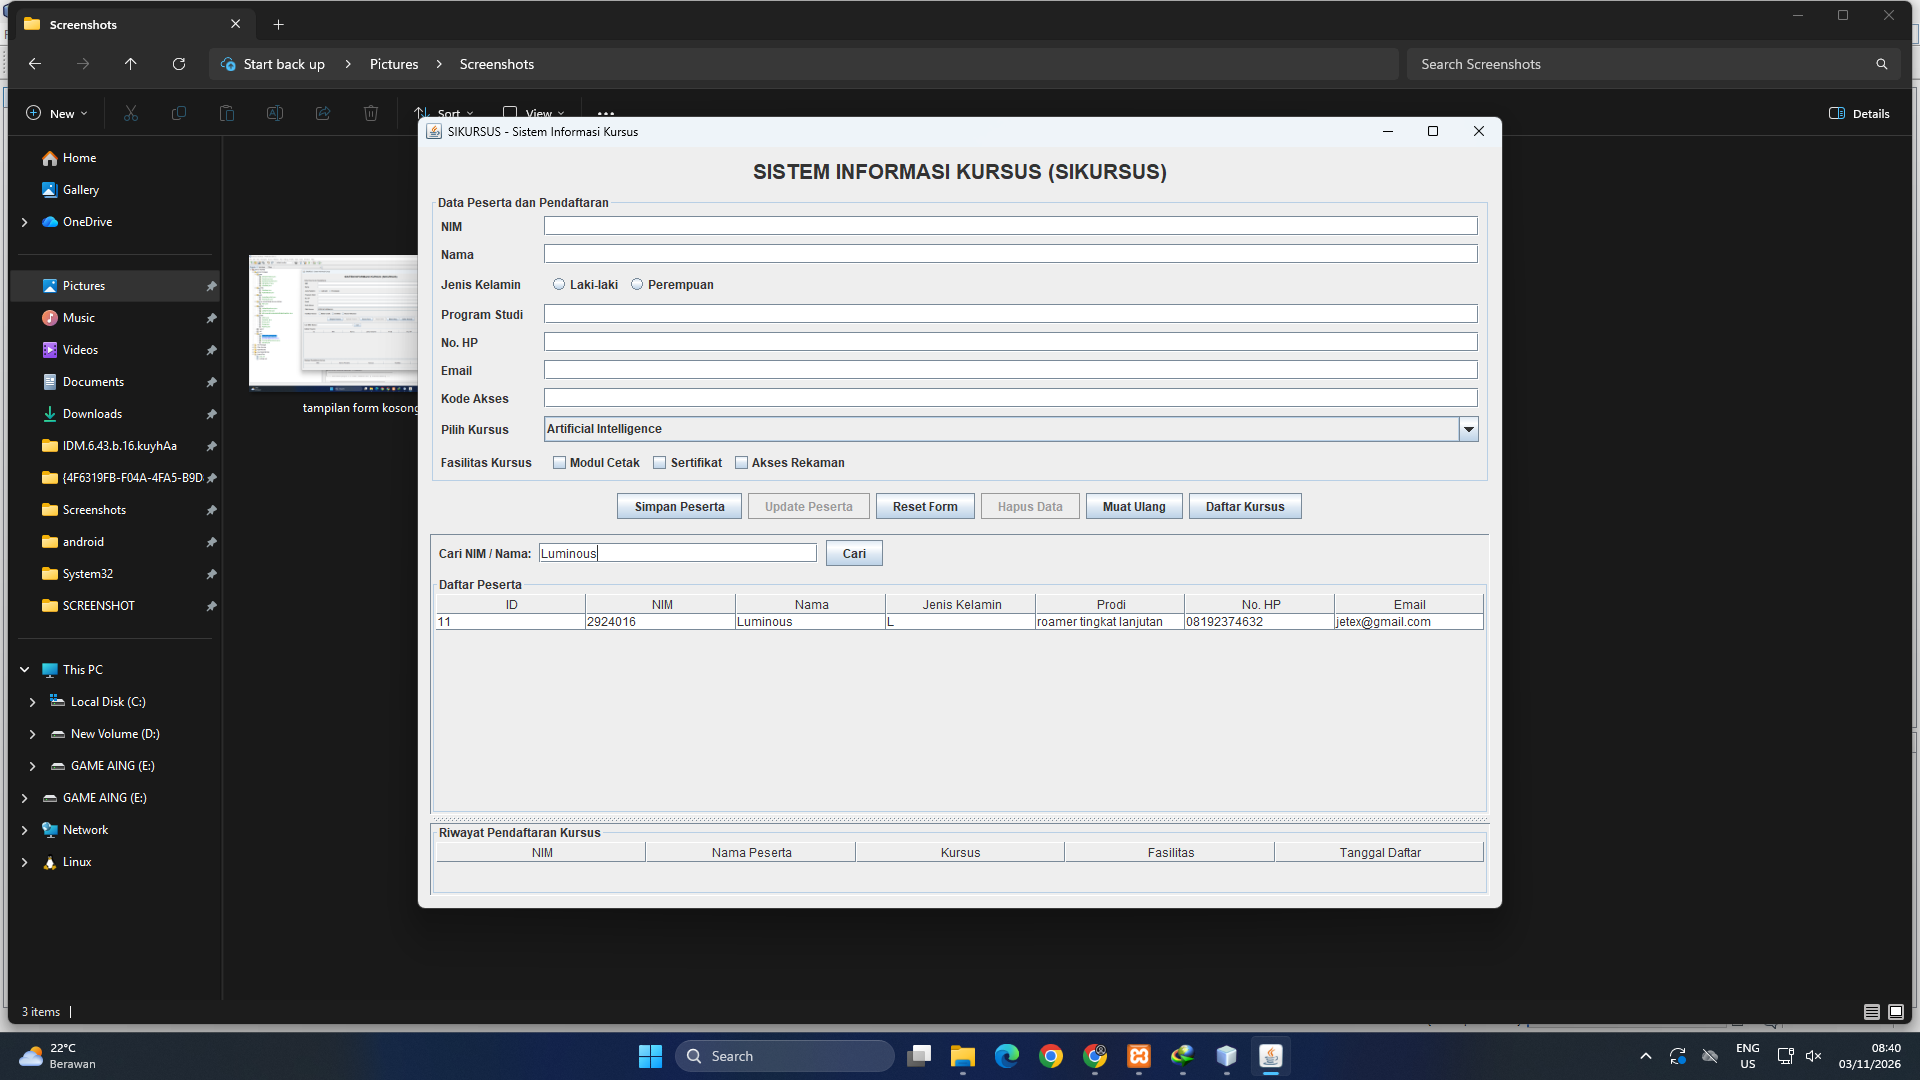 Screenshots
Start back up
Pictures
Screenshots
Search Screenshots
New
Sort
View
Details
Home
Gallery
OneDrive
Pictures
Music
Videos
Documents
Downloads
IDM.6.43.b.16.kuyhAa
{4F6319FB-F04A-4FA5-B9D
Screenshots
android
System32
SCREENSHOT
This PC
Local Disk (C:)
New Volume (D:)
GAME AING (E:)
GAME AING (E:)
Network
Linux
3 items
tampilan form kosong
SIKURSUS - Sistem Informasi Kursus
SISTEM INFORMASI KURSUS (SIKURSUS)
Data Peserta dan Pendaftaran
NIM
Nama
Jenis Kelamin Laki-laki Perempuan
Program Studi
No. HP
Email
Kode Akses
Pilih Kursus Artificial Intelligence
Fasilitas Kursus Modul Cetak Sertifikat Akses Rekaman
Simpan Peserta Update Peserta Reset Form Hapus Data Muat Ulang Daftar Kursus
Cari NIM / Nama: Luminous Cari
Daftar Peserta
ID NIM Nama Jenis Kelamin Prodi No. HP Email
11 2924016 Luminous L roamer tingkat lanjutan 08192374632 jetex@gmail.com
Riwayat Pendaftaran Kursus
NIM Nama Peserta Kursus Fasilitas Tanggal Daftar
22°C
Berawan
Search
ENG
US
08:40
03/11/2026